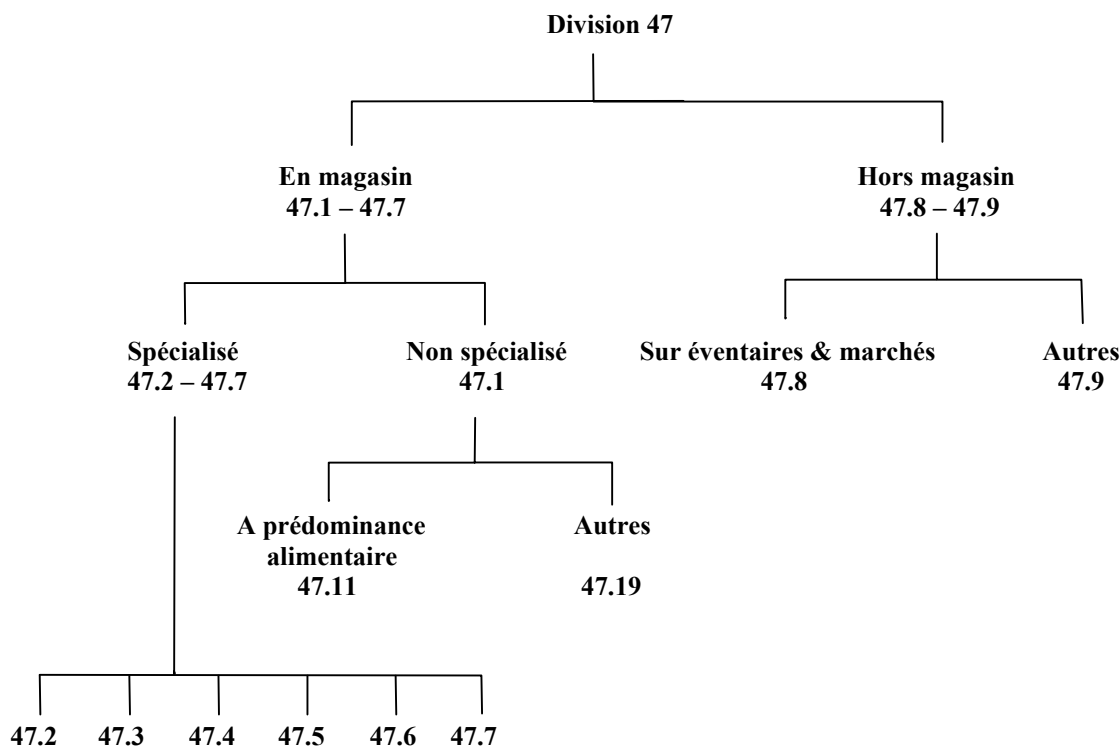 Division 47
En magasin
47.1 – 47.7
Hors magasin
47.8 – 47.9
Spécialisé
47.2 – 47.7
Non spécialisé
47.1
Sur éventaires & marchés
47.8
Autres
47.9
A prédominance
alimentaire
47.11
Autres
47.19
47.2
47.3
47.4
47.5
47.6
47.7